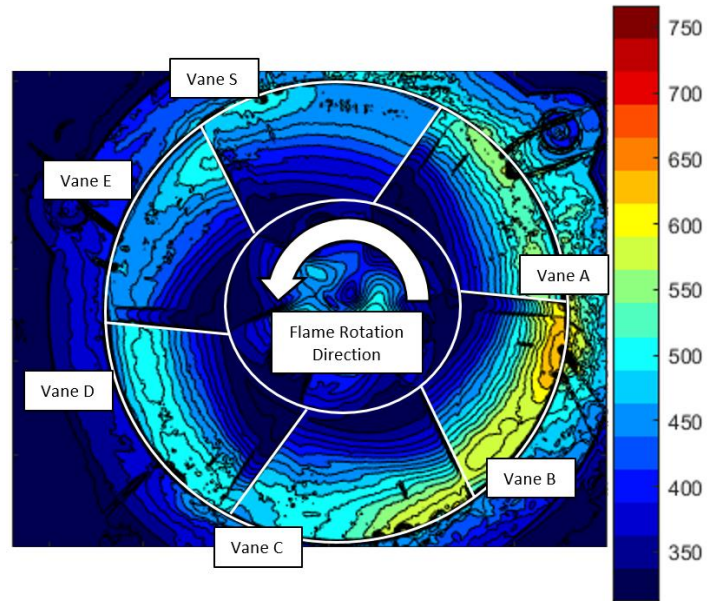 Vane S
750
700
Vane E
650
600
Vane A
Flame Rotation
Direction
550
500
Vane D
450
Vane B
400
Vane C
350